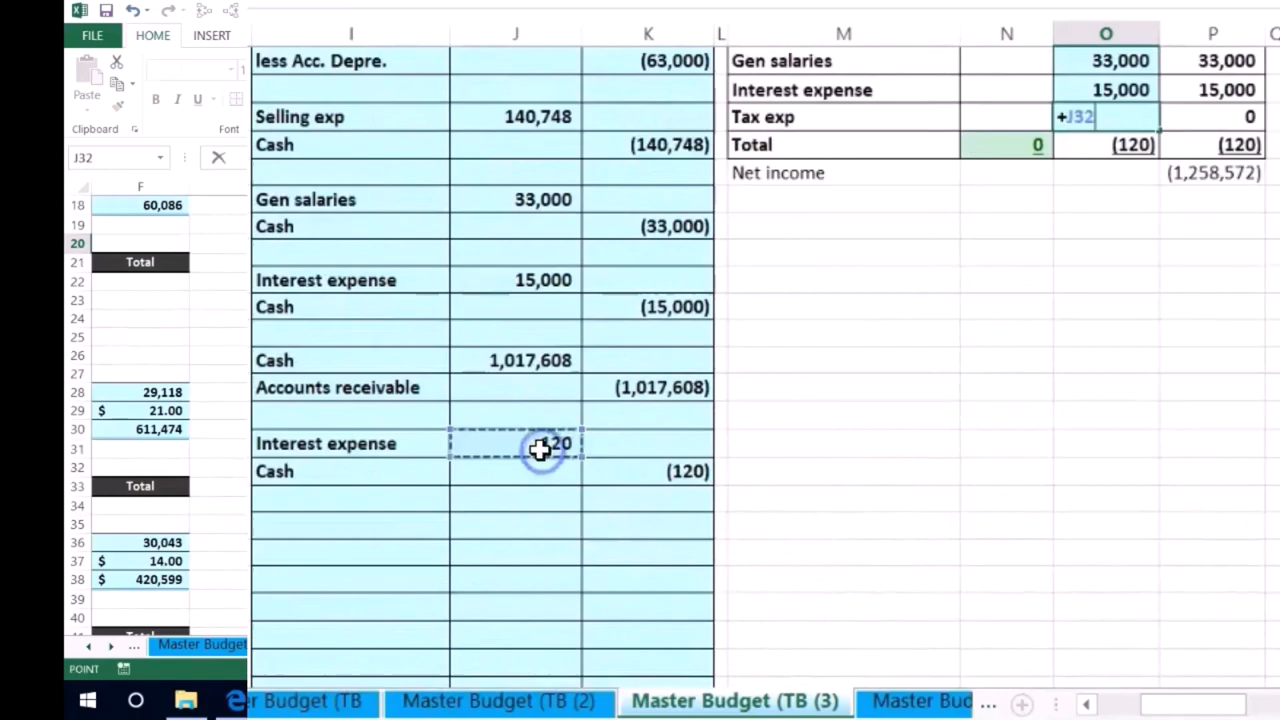 FILE HOME INSERT
Paste
B I U
Clipboard Font
J32
F
18 60,086
19
20
21 Total
22
23
24
25
26
27
28 29,118
29 $ 21.00
30 611,474
31
32
33 Total
34
35
36 30,043
37 $ 14.00
38 $ 420,599
39
40
I J K L M N O P
less Acc. Depre. (63,000)
Selling exp 140,748
Cash (140,748)
Gen salaries 33,000
Cash (33,000)
Interest expense 15,000
Cash (15,000)
Cash 1,017,608
Accounts receivable (1,017,608)
Interest expense 120
Cash (120)
Gen salaries 33,000 33,000
Interest expense 15,000 15,000
Tax exp +J32 0
Total 0 (120) (120)
Net income (1,258,572)
... Master Budget
r Budget (TB Master Budget (TB (2) Master Budget (TB (3) Master Bud ...
POINT